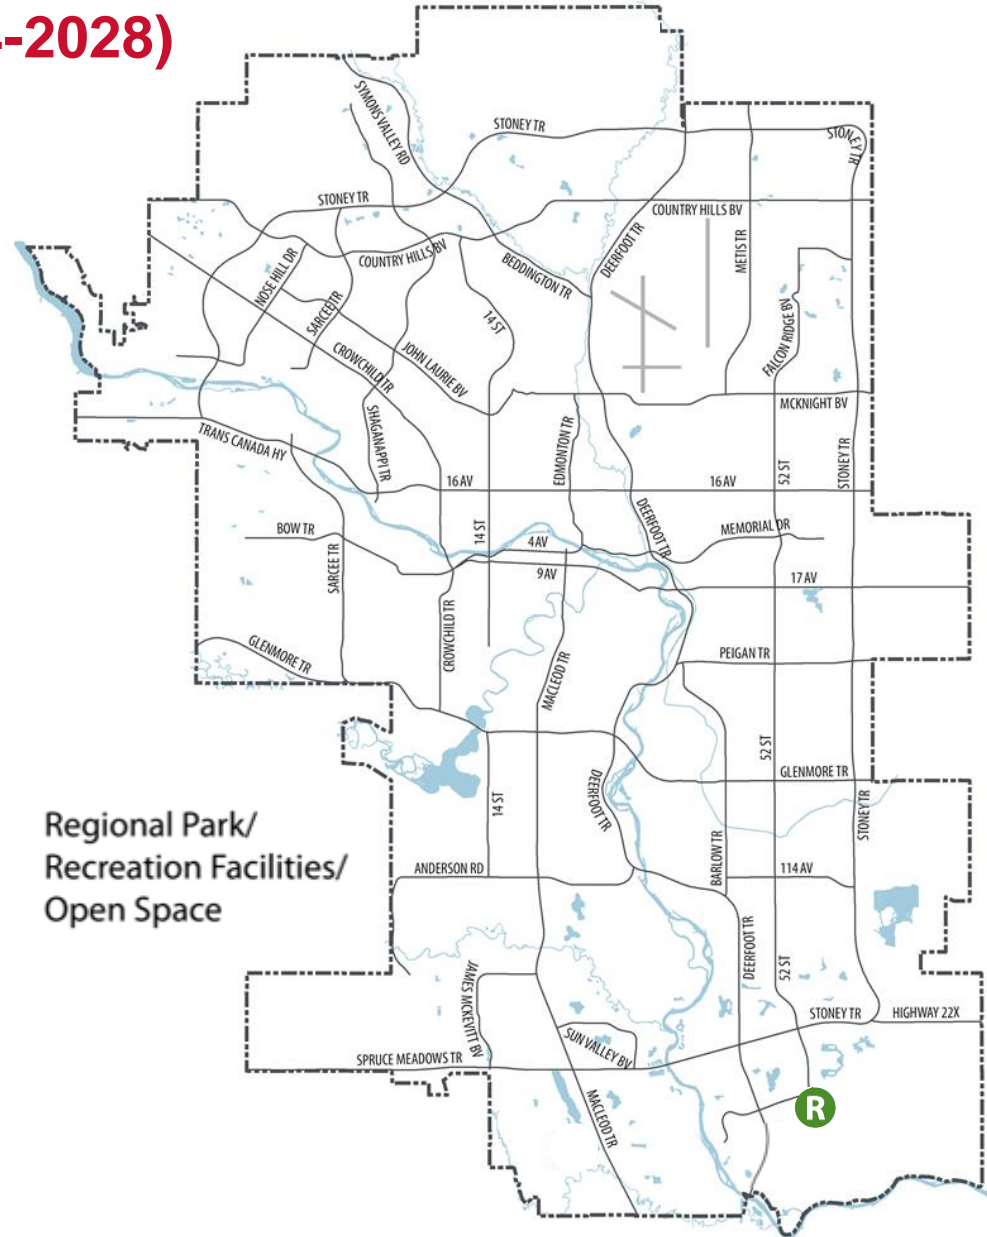 -2028)
SYMONS VALLEY RD
STONEY TR
STONEY TR
STONEY TR
COUNTRY HILLS BV
COUNTRY HILLS BV
DEERFOOT TR
METIS TR
NOSE HILL DR
BEDDINGTON TR
SARCEE TR
14 ST
FALCON RIDGE BV
CROWCHILD TR
JOHN LAURIE BV
MCKNIGHT BV
SHAGANAPPI TR
TRANS CANADA HY
EDMONTON TR
STONEY TR
16 AV
16 AV
52 ST
DEERFOOT TR
MEMORIAL DR
BOW TR
14 ST
4 AV
SARCEE TR
9 AV
17 AV
CROWCHILD TR
GLENMORE TR
PEIGAN TR
MACLEOD TR
52 ST
GLENMORE TR
DEERFOOT TR
14 ST
STONEY TR
Regional Park/
Recreation Facilities/
Open Space
ANDERSON RD
BARLOW TR
114 AV
DEERFOOT TR
52 ST
JAMES MCKEVITT BV
STONEY TR
HIGHWAY 22X
SUN VALLEY BV
SPRUCE MEADOWS TR
MACLEOD TR
R